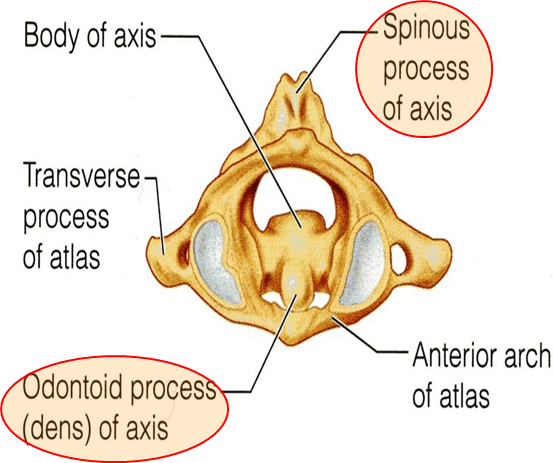 Body of axis
Spinous
process
of axis
Transverse
process
of atlas
Odontoid process
(dens) of axis
Anterior arch
of atlas